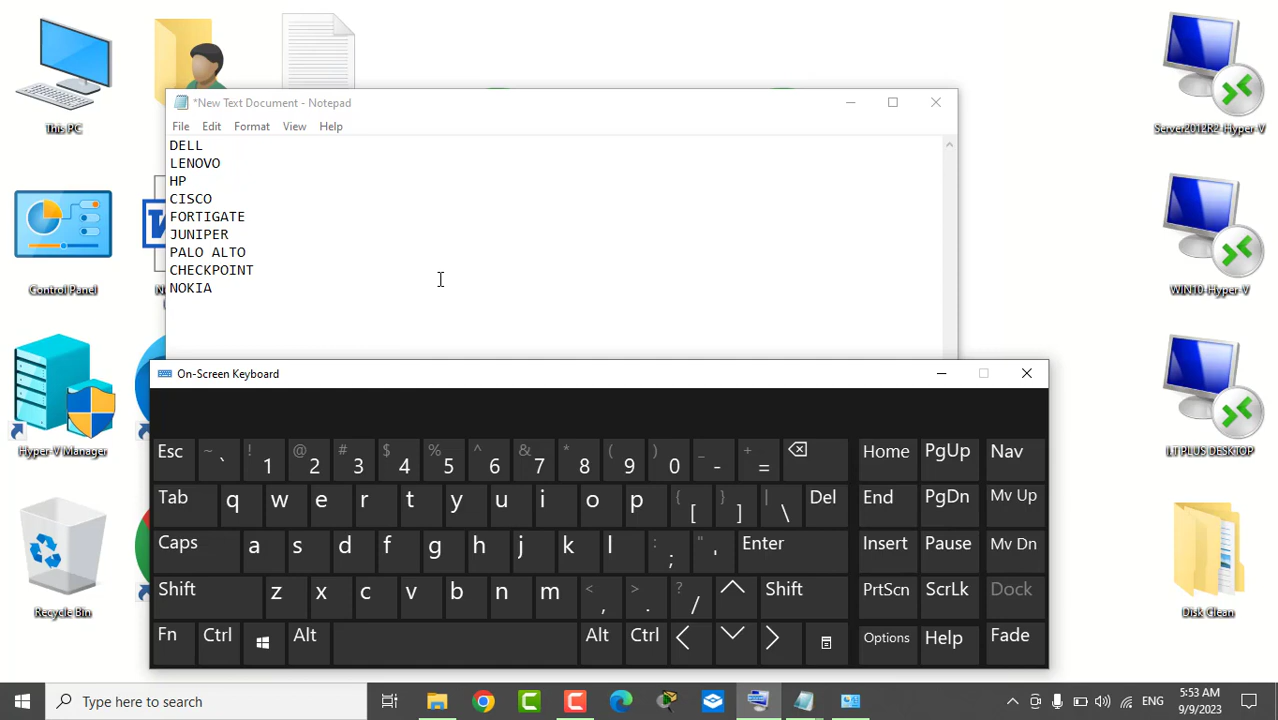 This PC
Server2012R2-Hyper-V
*New Text Document - Notepad
File Edit Format View Help
DELL
LENOVO
HP
CISCO
FORTIGATE
JUNIPER
PALO ALTO
CHECKPOINT
NOKIA
Control Panel
WIN10-Hyper-V
Hyper-V Manager
LT PLUS DESKTOP
Recycle Bin
Disk Clean
On-Screen Keyboard
Esc ~ ` ! 1 @ 2 # 3 $ 4 % 5 ^ 6 & 7 * 8 ( 9 ) 0 _ - + = Home PgUp Nav
Tab q w e r t y u i o p { [ } ] | \ Del End PgDn Mv Up
Caps a s d f g h j k l : ; " ' Enter Insert Pause Mv Dn
Shift z x c v b n m < , > . ? / Shift PrtScn ScrLk Dock
Fn Ctrl Alt Alt Ctrl Options Help Fade
Type here to search
ENG
5:53 AM
9/9/2023